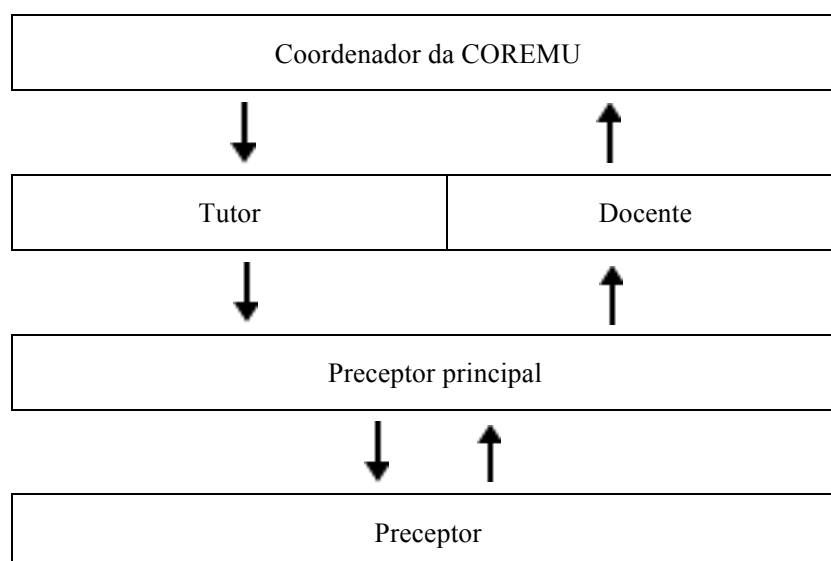 Coordenador da COREMU
Tutor
Docente
Preceptor principal
Preceptor